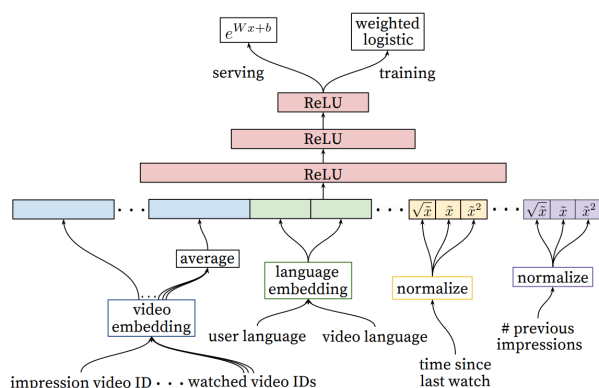 e^{Wx+b}
weighted
logistic
serving
training
ReLU
ReLU
ReLU
··· ··· ···
√x̃ x̃ x̃²
√x̃ x̃ x̃²
average
video
embedding
...
language
embedding
normalize
normalize
user language
video language
# previous
impressions
time since
last watch
impression video ID ··· watched video IDs